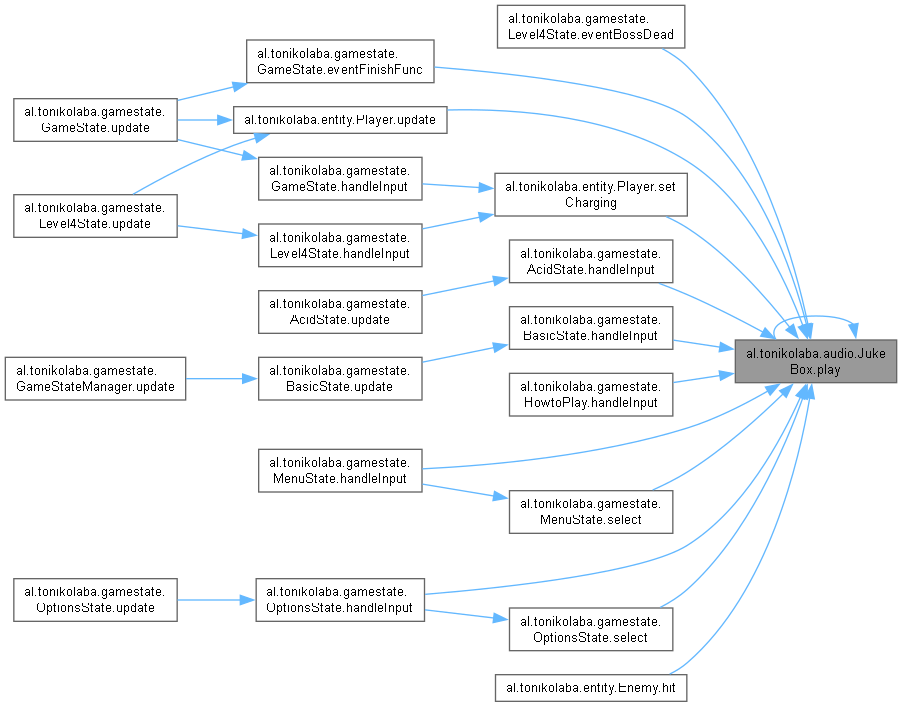 al.tonikolaba.gamestate.
Level4State.eventBossDead
al.tonikolaba.gamestate.
GameState.eventFinishFunc
al.tonikolaba.gamestate.
GameState.update
al.tonikolaba.entity.Player.update
al.tonikolaba.gamestate.
GameState.handleInput
al.tonikolaba.entity.Player.set
Charging
al.tonikolaba.gamestate.
Level4State.update
al.tonikolaba.gamestate.
Level4State.handleInput
al.tonikolaba.gamestate.
AcidState.handleInput
al.tonikolaba.gamestate.
AcidState.update
al.tonikolaba.gamestate.
BasicState.handleInput
al.tonikolaba.audio.Juke
Box.play
al.tonikolaba.gamestate.
GameStateManager.update
al.tonikolaba.gamestate.
BasicState.update
al.tonikolaba.gamestate.
HowtoPlay.handleInput
al.tonikolaba.gamestate.
MenuState.handleInput
al.tonikolaba.gamestate.
MenuState.select
al.tonikolaba.gamestate.
OptionsState.update
al.tonikolaba.gamestate.
OptionsState.handleInput
al.tonikolaba.gamestate.
OptionsState.select
al.tonikolaba.entity.Enemy.hit